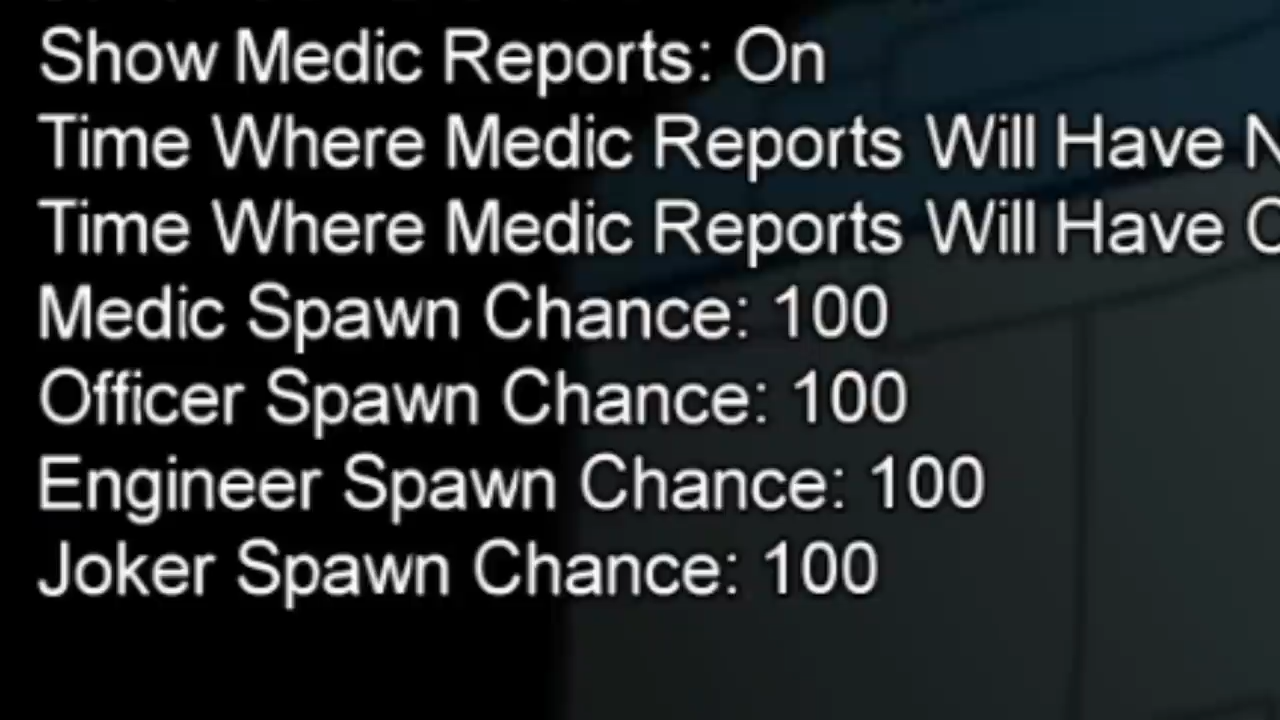 Show Medic Reports: On
Time Where Medic Reports Will Have
Time Where Medic Reports Will Have
Medic Spawn Chance: 100
Officer Spawn Chance: 100
Engineer Spawn Chance: 100
Joker Spawn Chance: 100